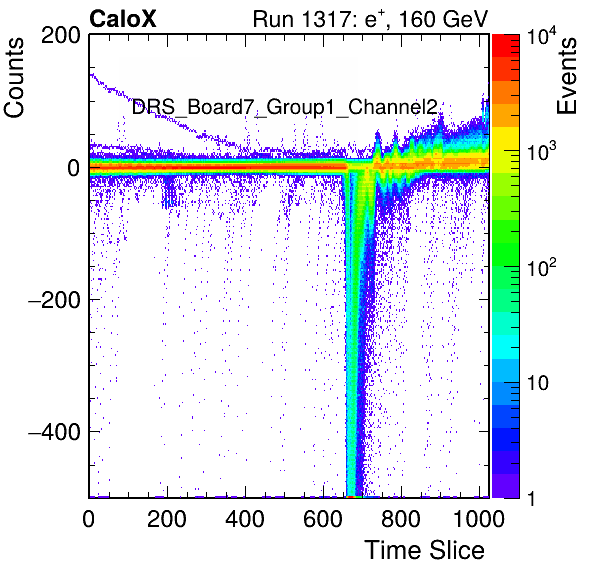 CaloX Run 1317: e+, 160 GeV
Counts
Events
DRS_Board7_Group1_Channel2
200
0
−200
−400
0 200 400 600 800 1000
Time Slice
10^4
10^3
10^2
10
1